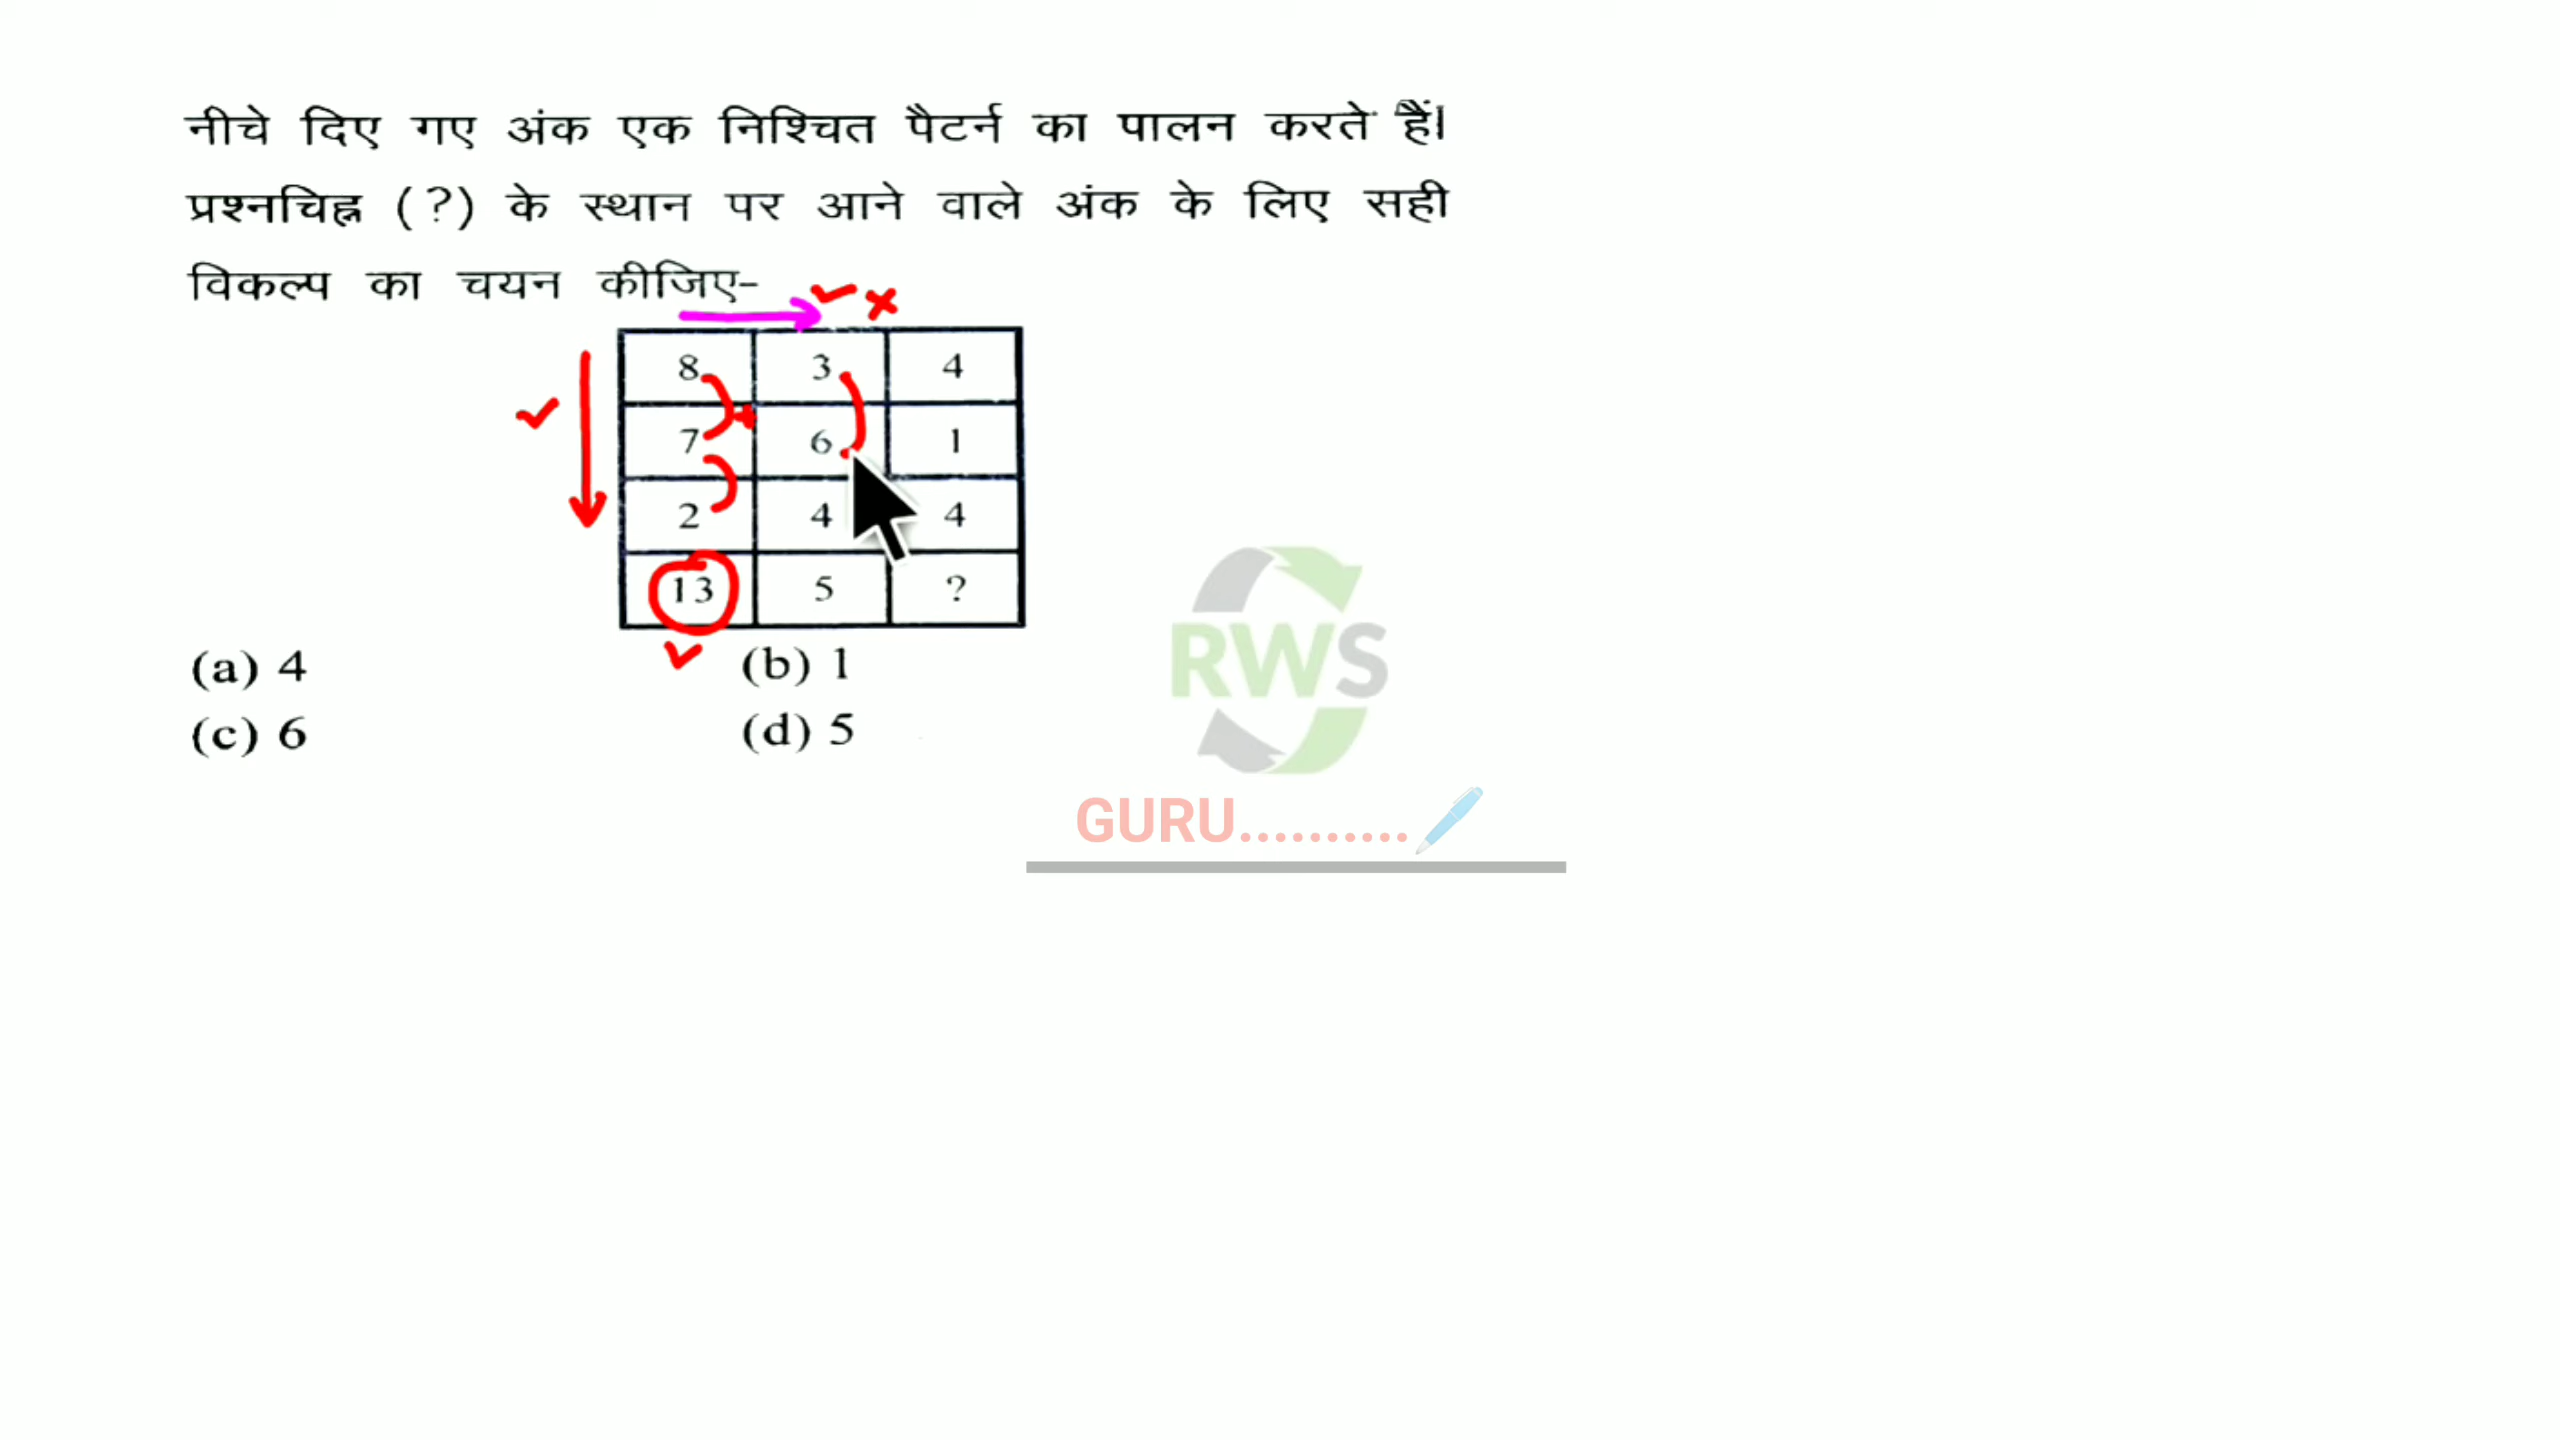 नीचे दिए गए अंक एक निश्चित पैटर्न का पालन करते हैं।
प्रश्नचिह्न (?) के स्थान पर आने वाले अंक के लिए सही
विकल्प का चयन कीजिए-
8 3 4
7 6 1
2 4 4
13 5 ?
(a) 4 (b) 1
(c) 6 (d) 5
RWS
GURU..........